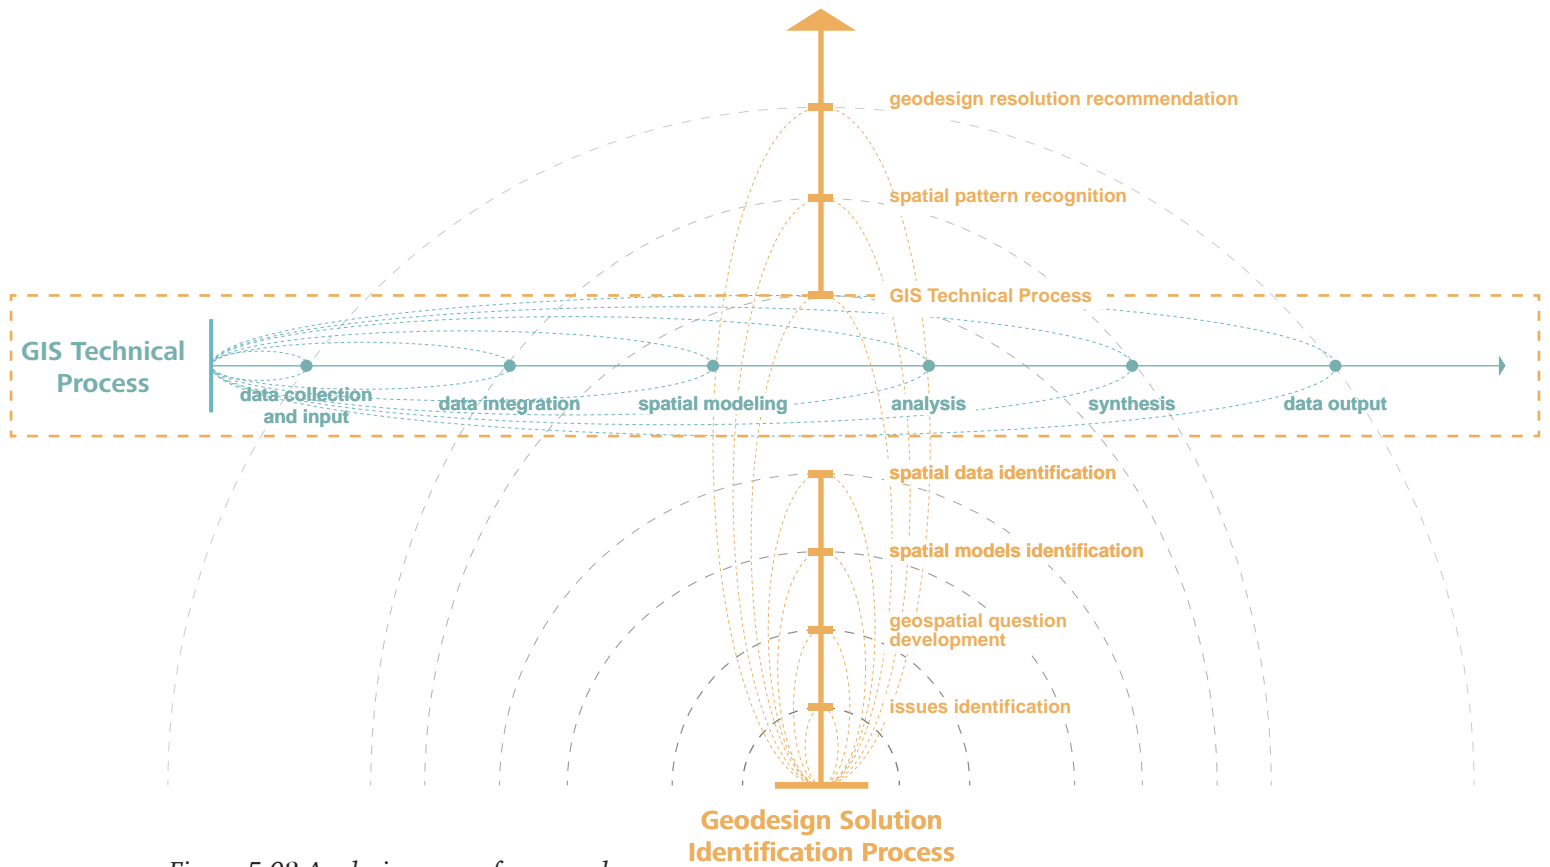 geodesign resolution recommendation
spatial pattern recognition
GIS Technical Process
GIS Technical
Process
data collection
and input
data integration
spatial modeling
analysis
synthesis
data output
spatial data identification
spatial models identification
geospatial question
development
issues identification
Geodesign Solution
Identification Process